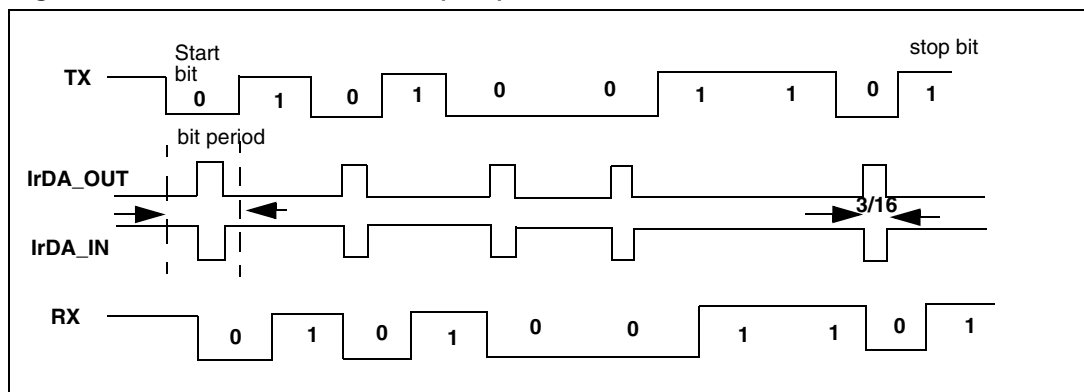 Start
bit
stop bit
TX
0 1 0 1 0 0 1 1 0 1
bit period
IrDA_OUT
3/16
IrDA_IN
RX
0 1 0 1 0 0 1 1 0 1